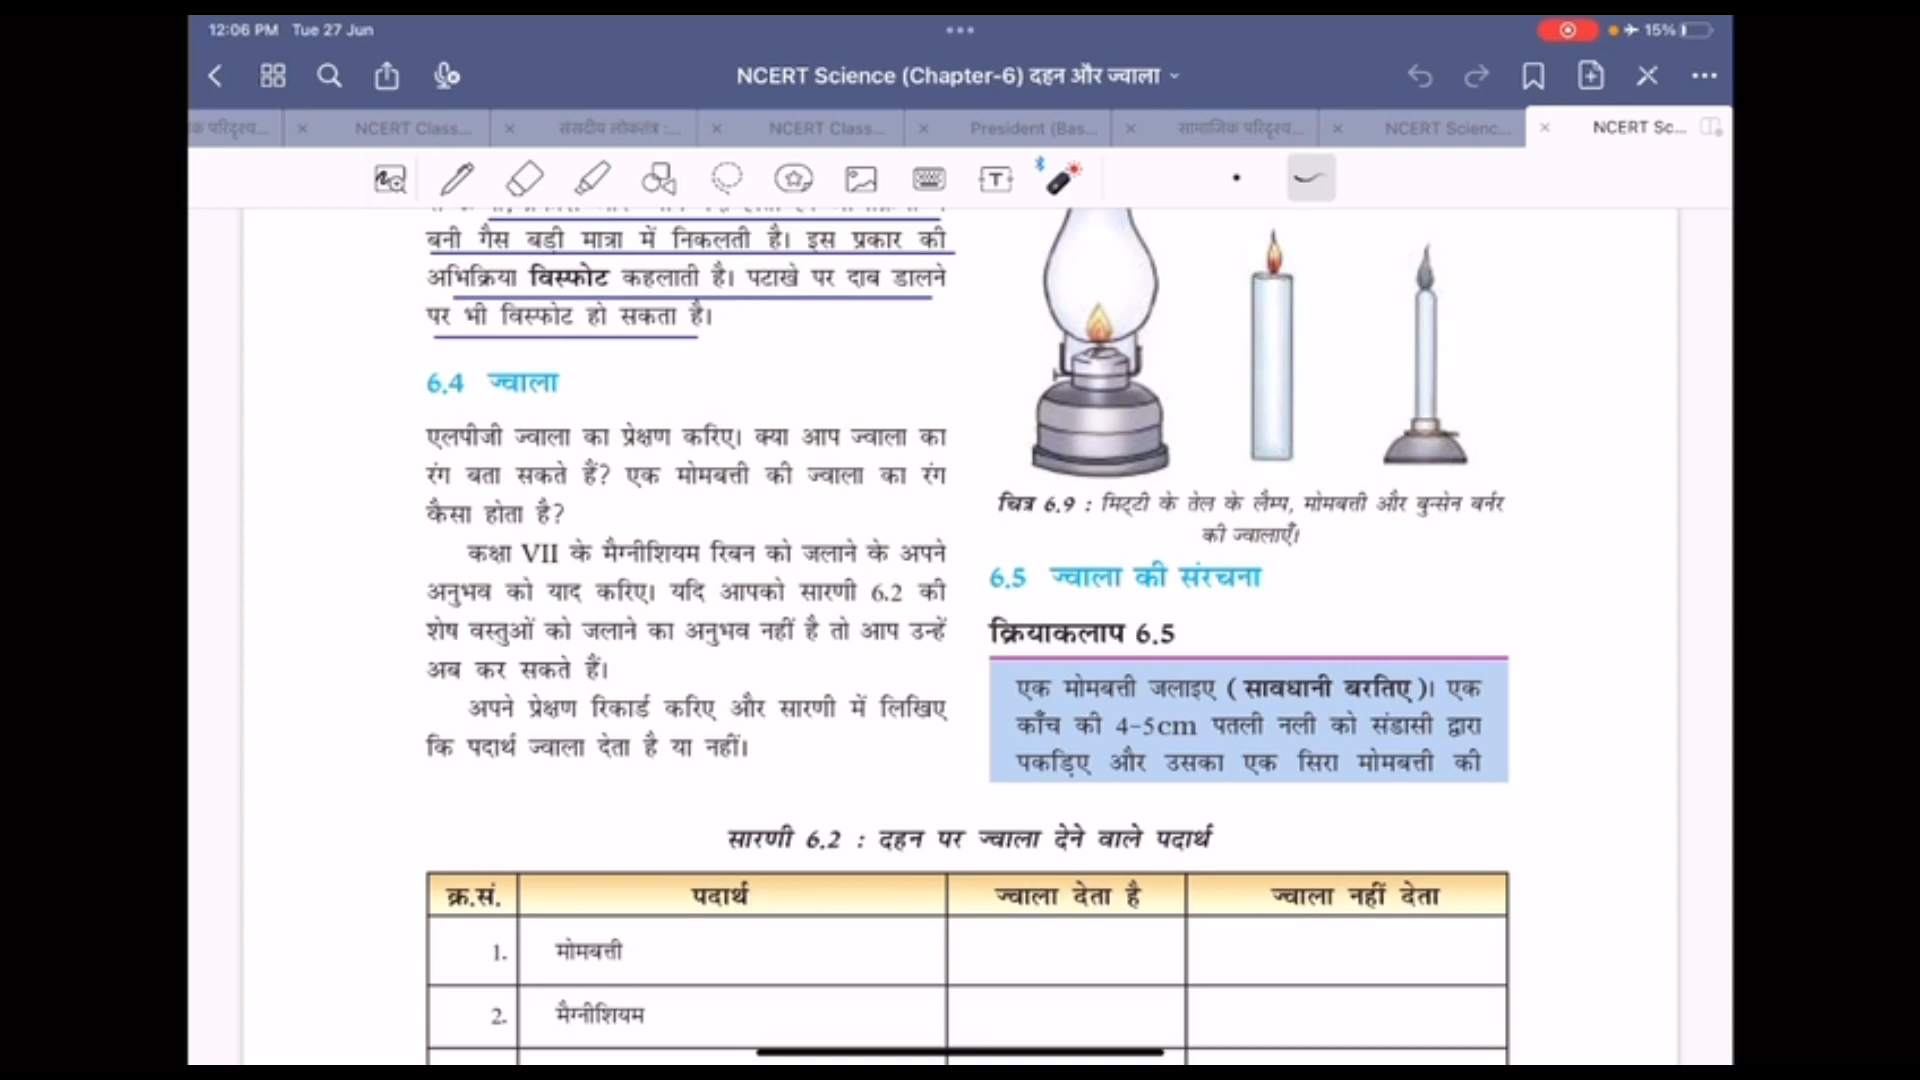 12:06 PM Tue 27 Jun
15%
NCERT Science (Chapter-6) दहन और ज्वाला
क परिदृश्य...
NCERT Class...
संसदीय लोकतंत्र :...
NCERT Class...
President (Bas...
सामाजिक परिदृश्य...
NCERT Scienc...
NCERT Sc...
बनी गैस बड़ी मात्रा में निकलती है। इस प्रकार की
अभिक्रिया विस्फोट कहलाती है। पटाखे पर दाब डालने
पर भी विस्फोट हो सकता है।
6.4 ज्वाला
एलपीजी ज्वाला का प्रेक्षण करिए। क्या आप ज्वाला का
रंग बता सकते हैं? एक मोमबत्ती की ज्वाला का रंग
कैसा होता है?
कक्षा VII के मैग्नीशियम रिबन को जलाने के अपने
अनुभव को याद करिए। यदि आपको सारणी 6.2 की
शेष वस्तुओं को जलाने का अनुभव नहीं है तो आप उन्हें
अब कर सकते हैं।
अपने प्रेक्षण रिकार्ड करिए और सारणी में लिखिए
कि पदार्थ ज्वाला देता है या नहीं।
चित्र 6.9 : मिट्टी के तेल के लैम्प, मोमबत्ती और बुन्सेन बर्नर
की ज्वालाएँ।
6.5 ज्वाला की संरचना
क्रियाकलाप 6.5
एक मोमबत्ती जलाइए (सावधानी बरतिए)। एक
काँच की 4-5cm पतली नली को संडासी द्वारा
पकड़िए और उसका एक सिरा मोमबत्ती की
सारणी 6.2 : दहन पर ज्वाला देने वाले पदार्थ
क्र.सं. पदार्थ ज्वाला देता है ज्वाला नहीं देता
1. मोमबत्ती
2. मैग्नीशियम